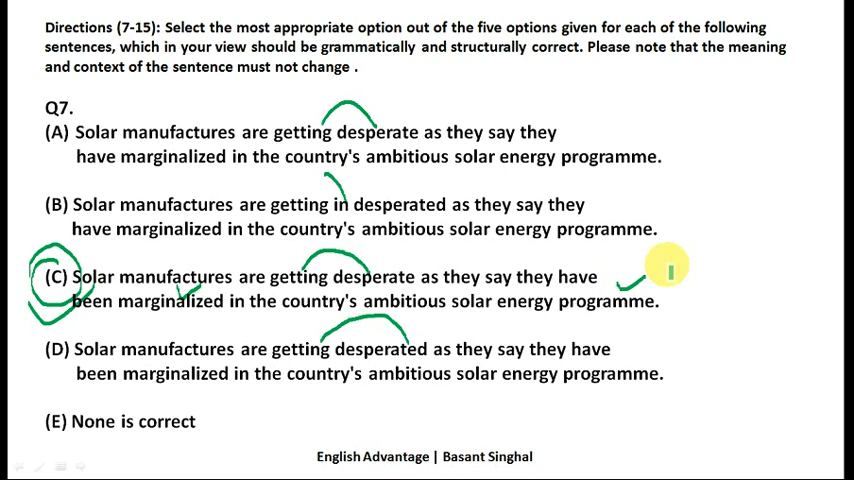 Directions (7-15): Select the most appropriate option out of the five options given for each of the following
sentences, which in your view should be grammatically and structurally correct. Please note that the meaning
and context of the sentence must not change .
Q7.
(A) Solar manufactures are getting desperate as they say they
have marginalized in the country's ambitious solar energy programme.
(B) Solar manufactures are getting in desperated as they say they
have marginalized in the country's ambitious solar energy programme.
(C) Solar manufactures are getting desperate as they say they have
been marginalized in the country's ambitious solar energy programme.
(D) Solar manufactures are getting desperated as they say they have
been marginalized in the country's ambitious solar energy programme.
(E) None is correct
English Advantage | Basant Singhal